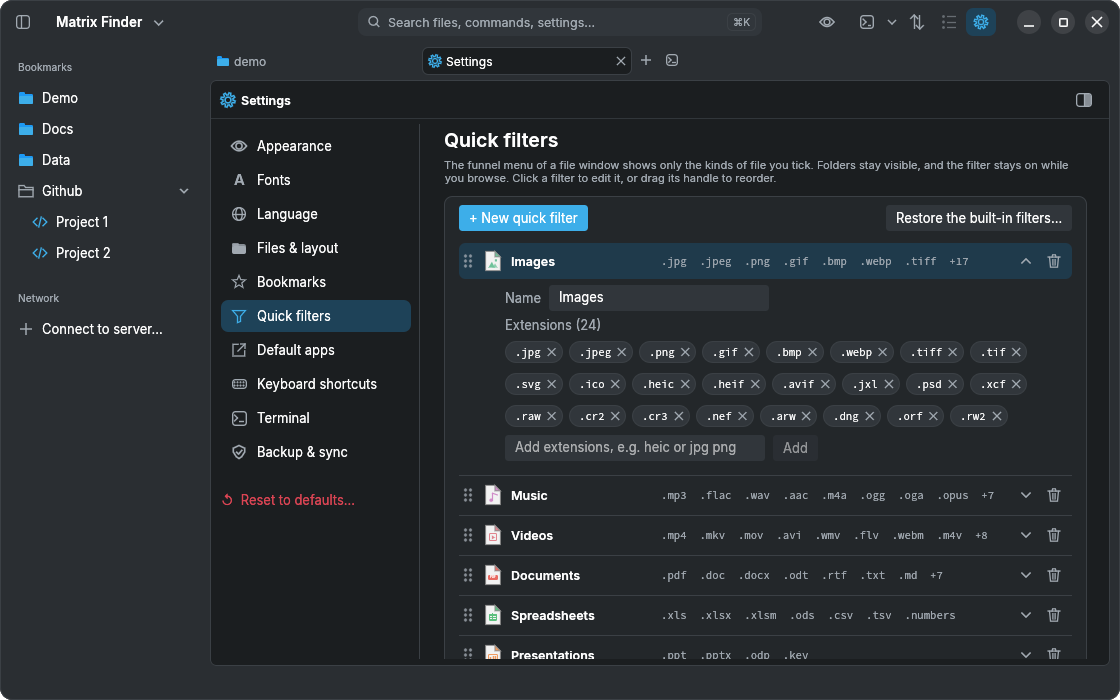 Matrix Finder
Search files, commands, settings...
⌘K
Bookmarks
Demo
Docs
Data
Github
Project 1
Project 2
Network
Connect to server...
demo
Settings
Settings
Appearance
Fonts
Language
Files & layout
Bookmarks
Quick filters
Default apps
Keyboard shortcuts
Terminal
Backup & sync
Reset to defaults...
Quick filters
The funnel menu of a file window shows only the kinds of file you tick. Folders stay visible, and the filter stays on while
you browse. Click a filter to edit it, or drag its handle to reorder.
+ New quick filter
Restore the built-in filters...
Images .jpg .jpeg .png .gif .bmp .webp .tiff +17
Name Images
Extensions (24)
.jpg .jpeg .png .gif .bmp .webp .tiff .tif
.svg .ico .heic .heif .avif .jxl .psd .xcf
.raw .cr2 .cr3 .nef .arw .dng .orf .rw2
Add extensions, e.g. heic or jpg png Add
Music .mp3 .flac .wav .aac .m4a .ogg .oga .opus +7
Videos .mp4 .mkv .mov .avi .wmv .flv .webm .m4v +8
Documents .pdf .doc .docx .odt .rtf .txt .md +7
Spreadsheets .xls .xlsx .xlsm .ods .csv .tsv .numbers
Presentations .ppt .pptx .odp .key